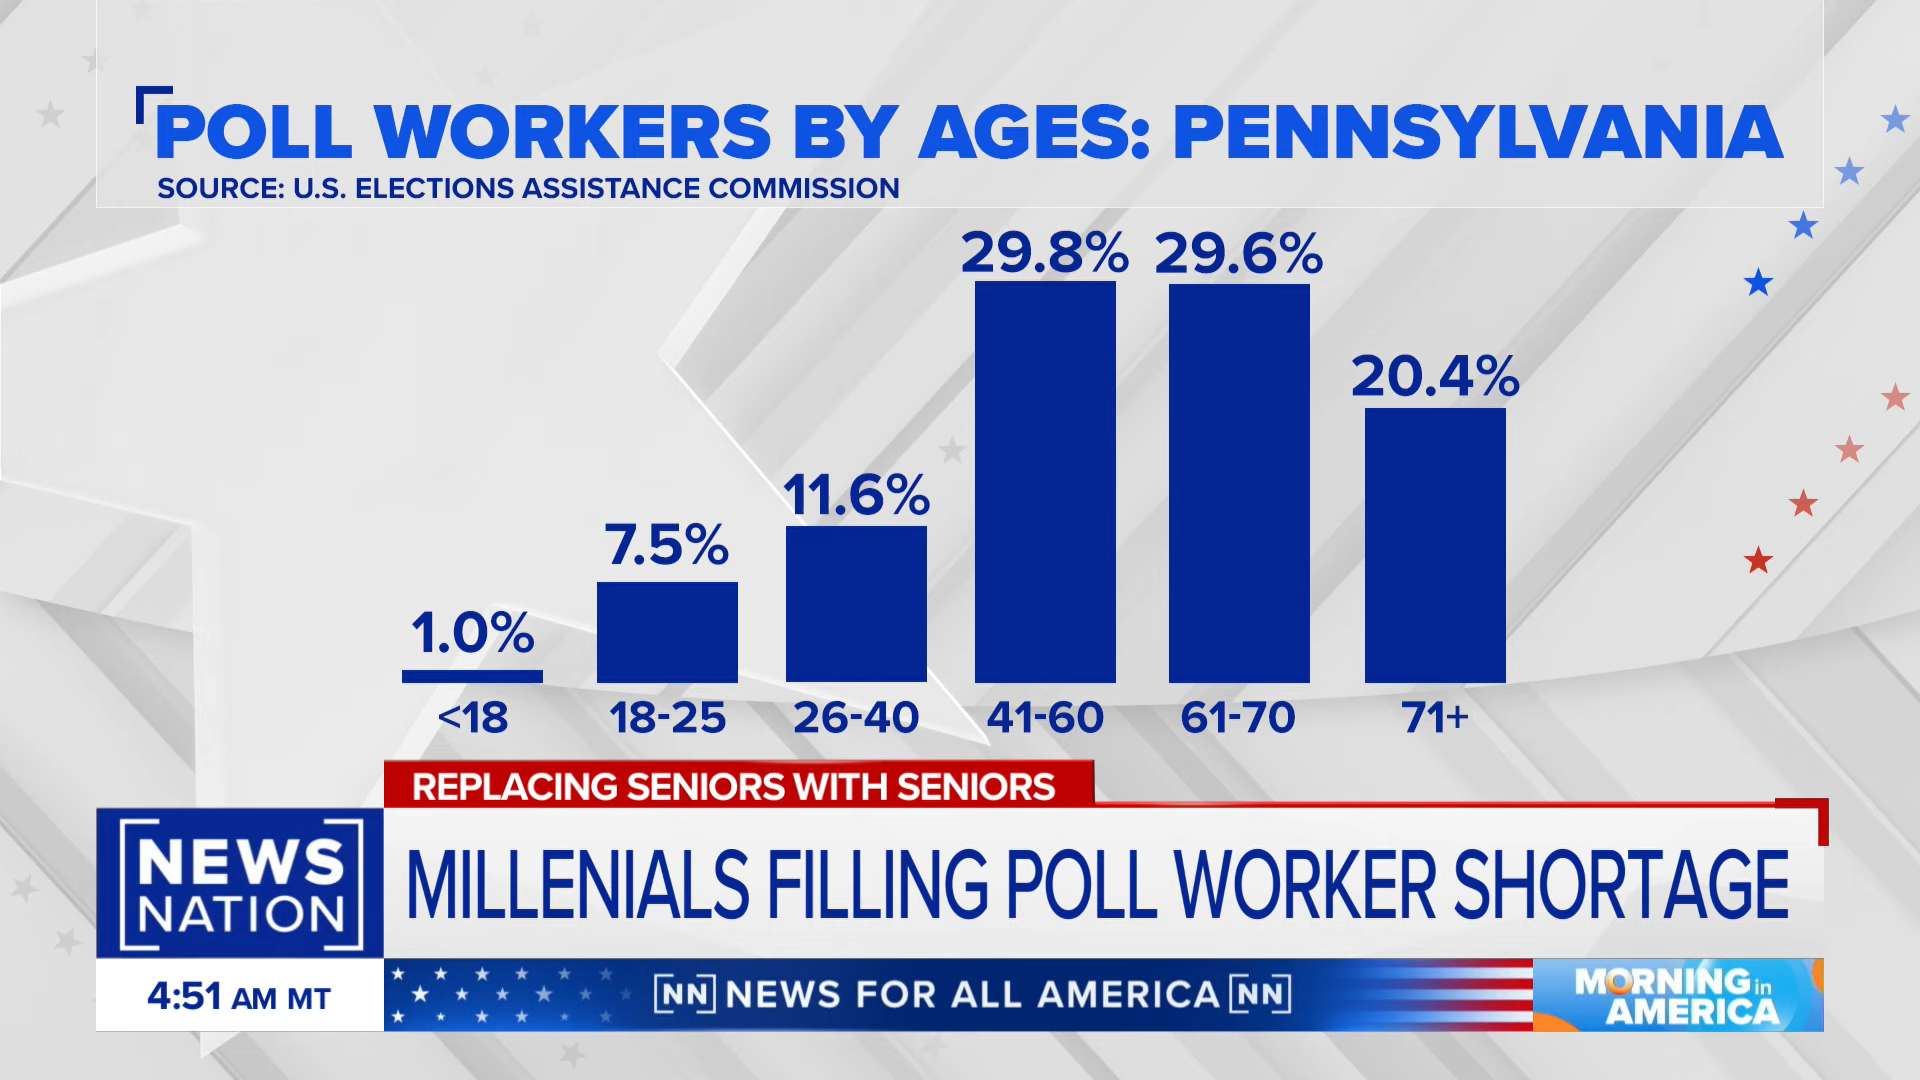 POLL WORKERS BY AGES: PENNSYLVANIA
SOURCE: U.S. ELECTIONS ASSISTANCE COMMISSION
29.8% 29.6%
20.4%
11.6%
7.5%
1.0%
<18 18-25 26-40 41-60 61-70 71+
REPLACING SENIORS WITH SENIORS
NEWS
NATION
MILLENIALS FILLING POLL WORKER SHORTAGE
4:51 AM MT
NN NEWS FOR ALL AMERICA NN
MORNING in
AMERICA